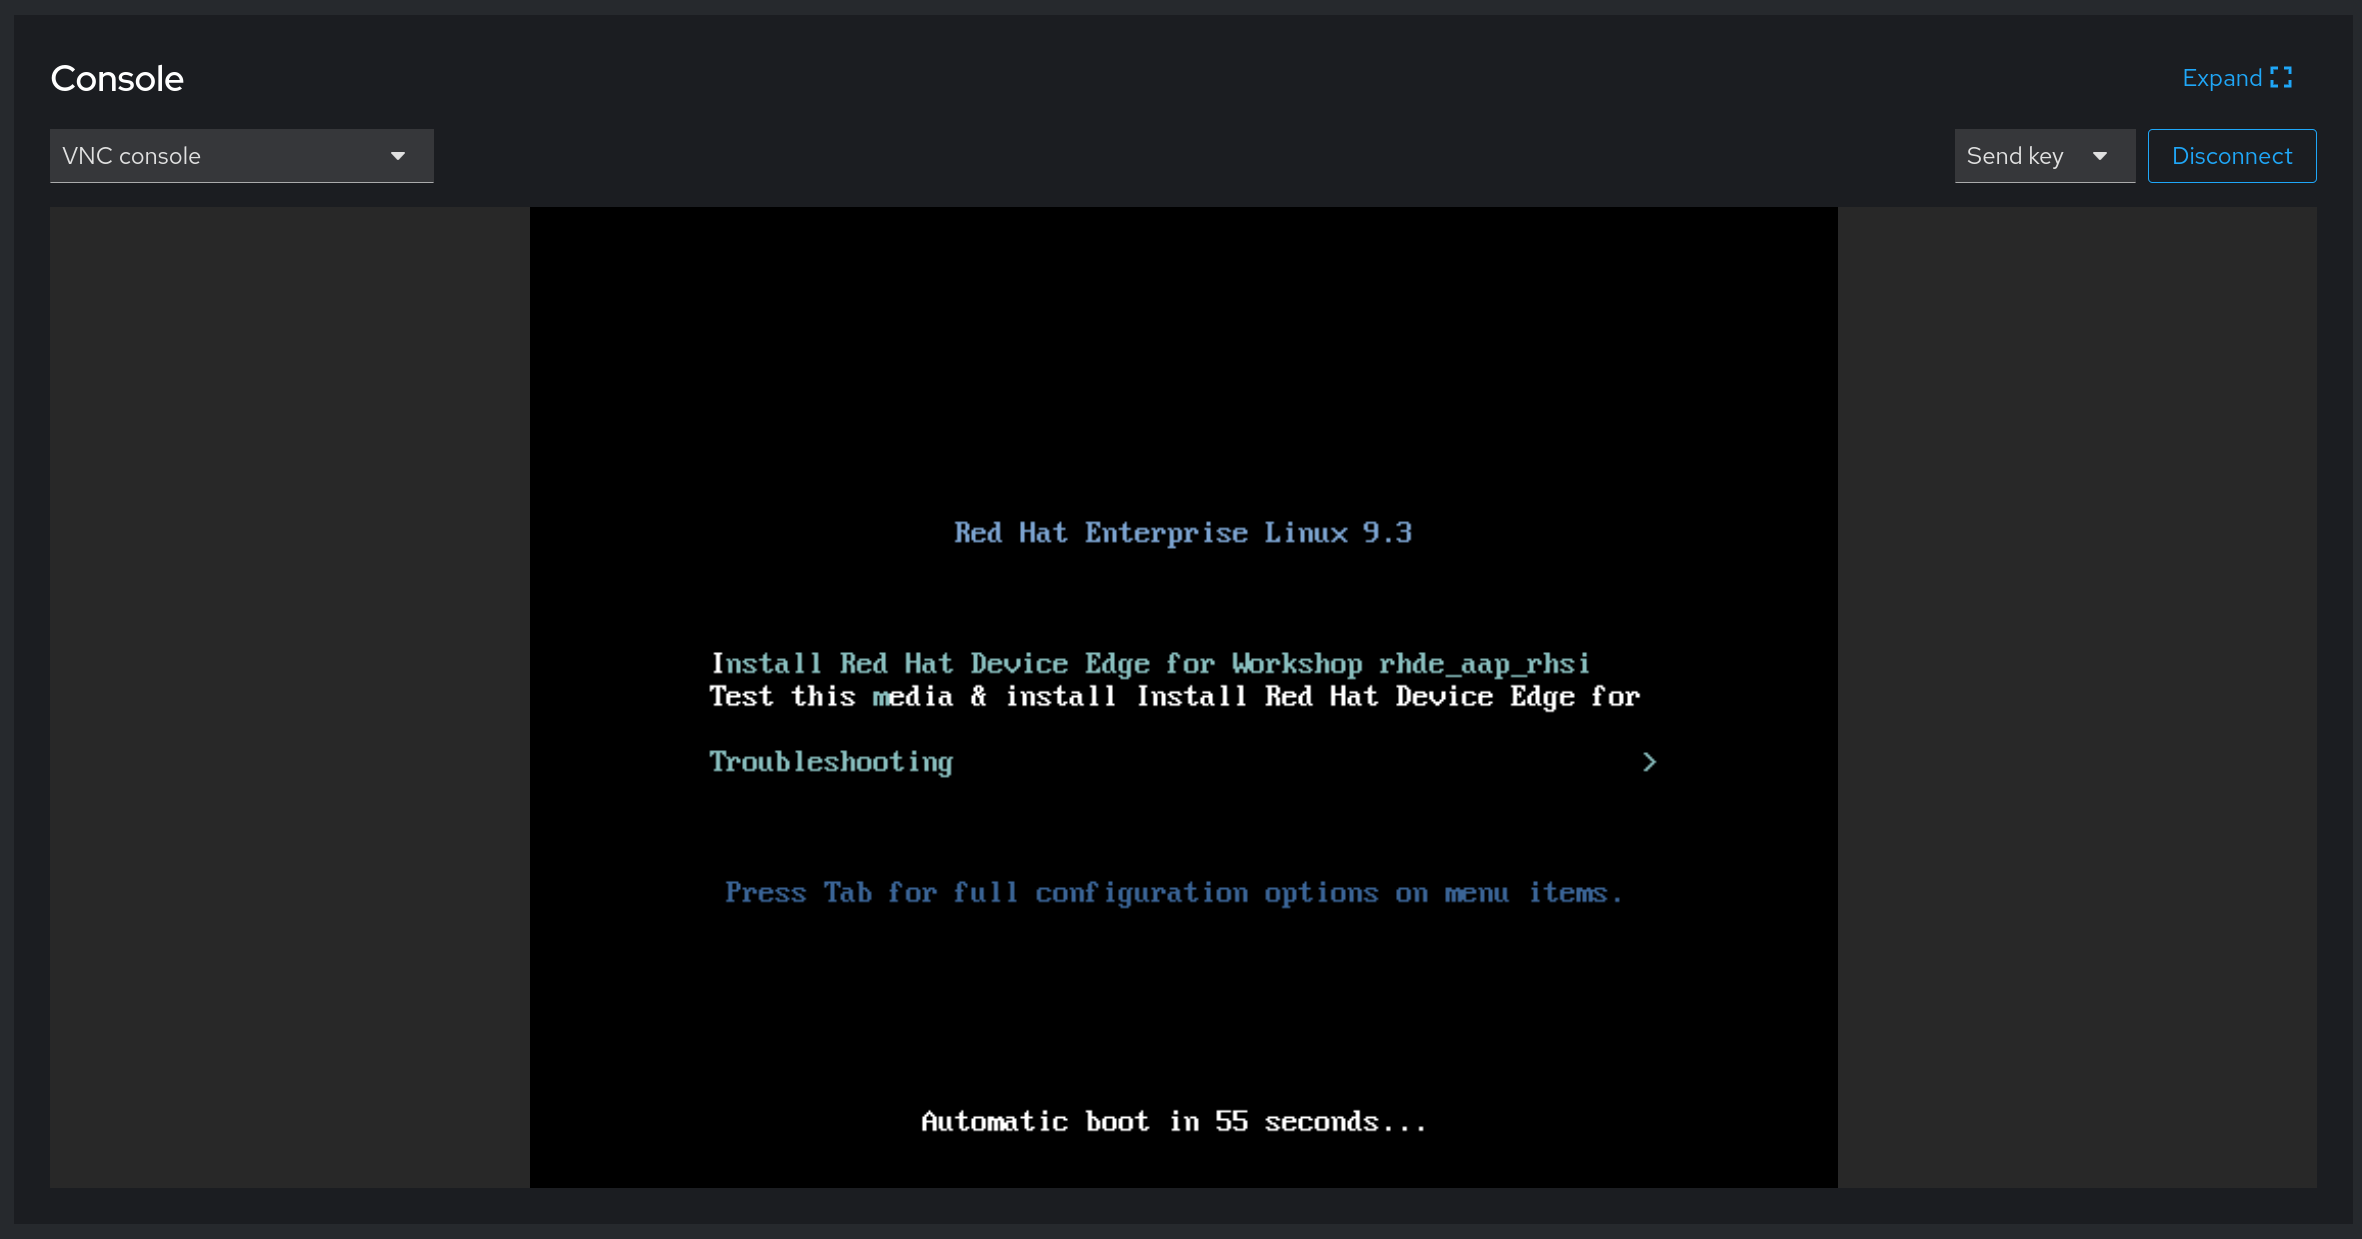 Console
Expand
VNC console
Send key
Disconnect
Red Hat Enterprise Linux 9.3
Install Red Hat Device Edge for Workshop rhde_aap_rhsi
Test this media & install Install Red Hat Device Edge for
Troubleshooting >
Press Tab for full configuration options on menu items.
Automatic boot in 55 seconds...